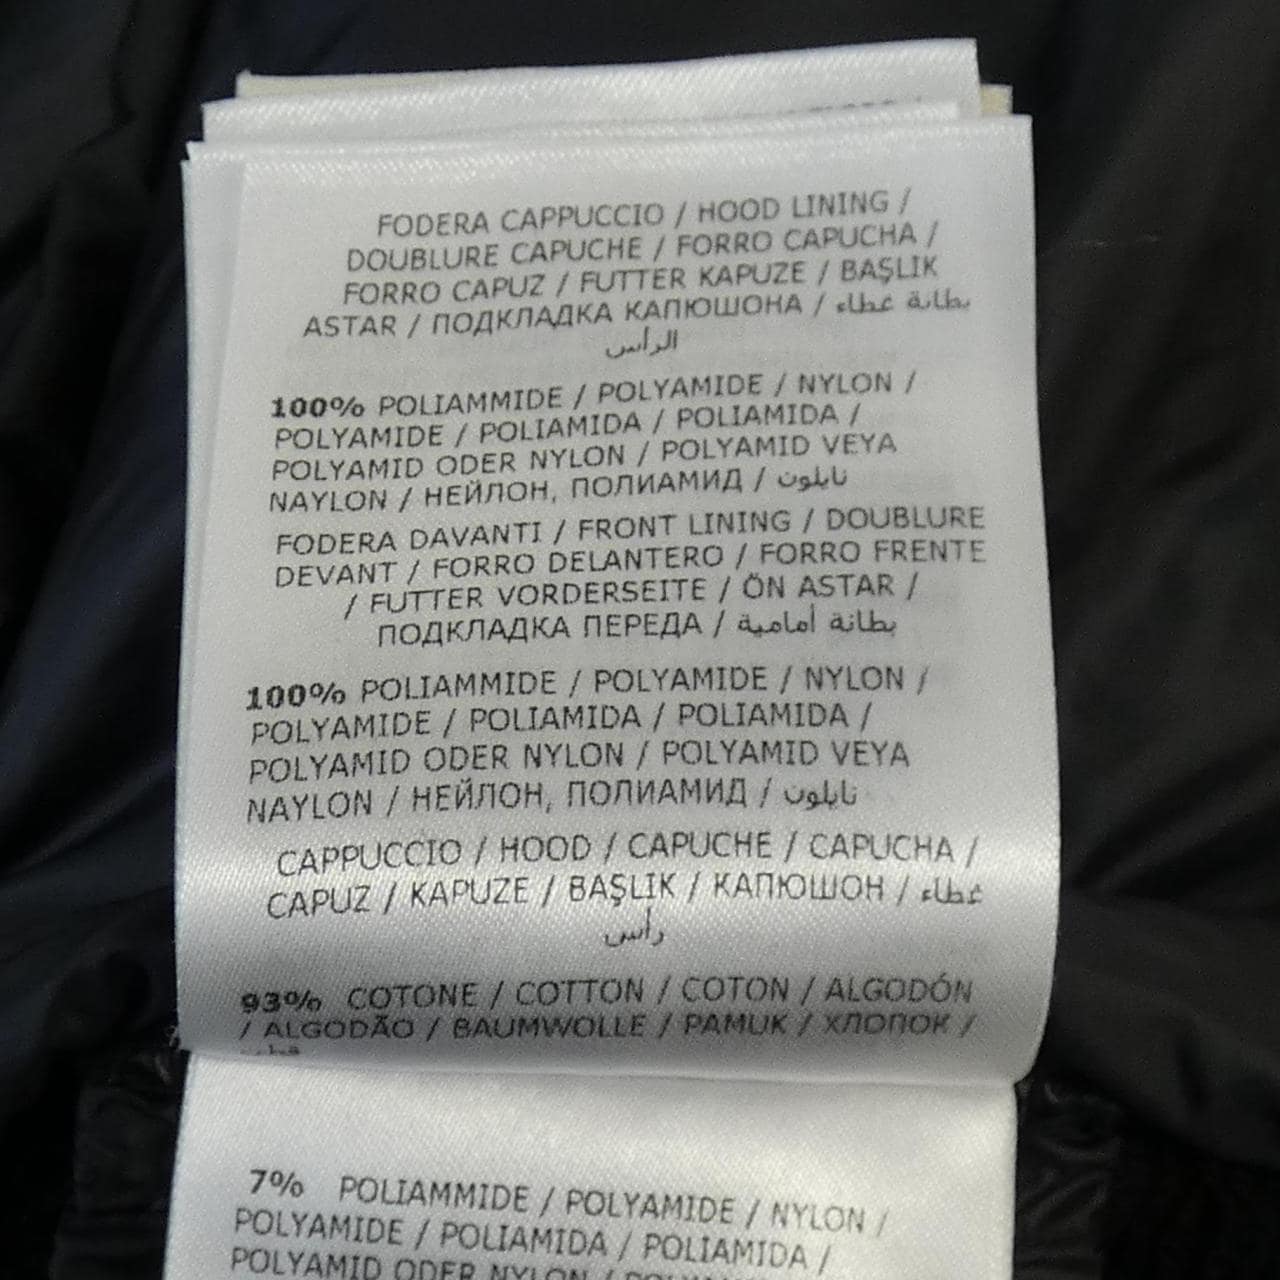 FODERA CAPPUCCIO / HOOD LINING /
DOUBLURE CAPUCHE / FORRO CAPUCHA /
FORRO CAPUZ / FUTTER KAPUZE / BAŞLIK
ASTAR / ПОДКЛАДКА КАПЮШОНА / بطانة غطاء
الرأس
100% POLIAMMIDE / POLYAMIDE / NYLON /
POLYAMIDE / POLIAMIDA / POLIAMIDA /
POLYAMID ODER NYLON / POLYAMID VEYA
NAYLON / НЕЙЛОН, ПОЛИАМИД / نايلون
FODERA DAVANTI / FRONT LINING / DOUBLURE
DEVANT / FORRO DELANTERO / FORRO FRENTE
/ FUTTER VORDERSEITE / ÖN ASTAR /
ПОДКЛАДКА ПЕРЕДА / بطانة أمامية
100% POLIAMMIDE / POLYAMIDE / NYLON /
POLYAMIDE / POLIAMIDA / POLIAMIDA /
POLYAMID ODER NYLON / POLYAMID VEYA
NAYLON / НЕЙЛОН, ПОЛИАМИД / نايلون
CAPPUCCIO / HOOD / CAPUCHE / CAPUCHA /
CAPUZ / KAPUZE / BAŞLIK / КАПЮШОН / غطاء
رأس
93% COTONE / COTTON / COTON / ALGODÓN
/ ALGODÃO / BAUMWOLLE / PAMUK / ХЛОПОК /
7% POLIAMMIDE / POLYAMIDE / NYLON /
POLYAMIDE / POLIAMIDA / POLIAMIDA /
POLYAMID ODER NYLON /